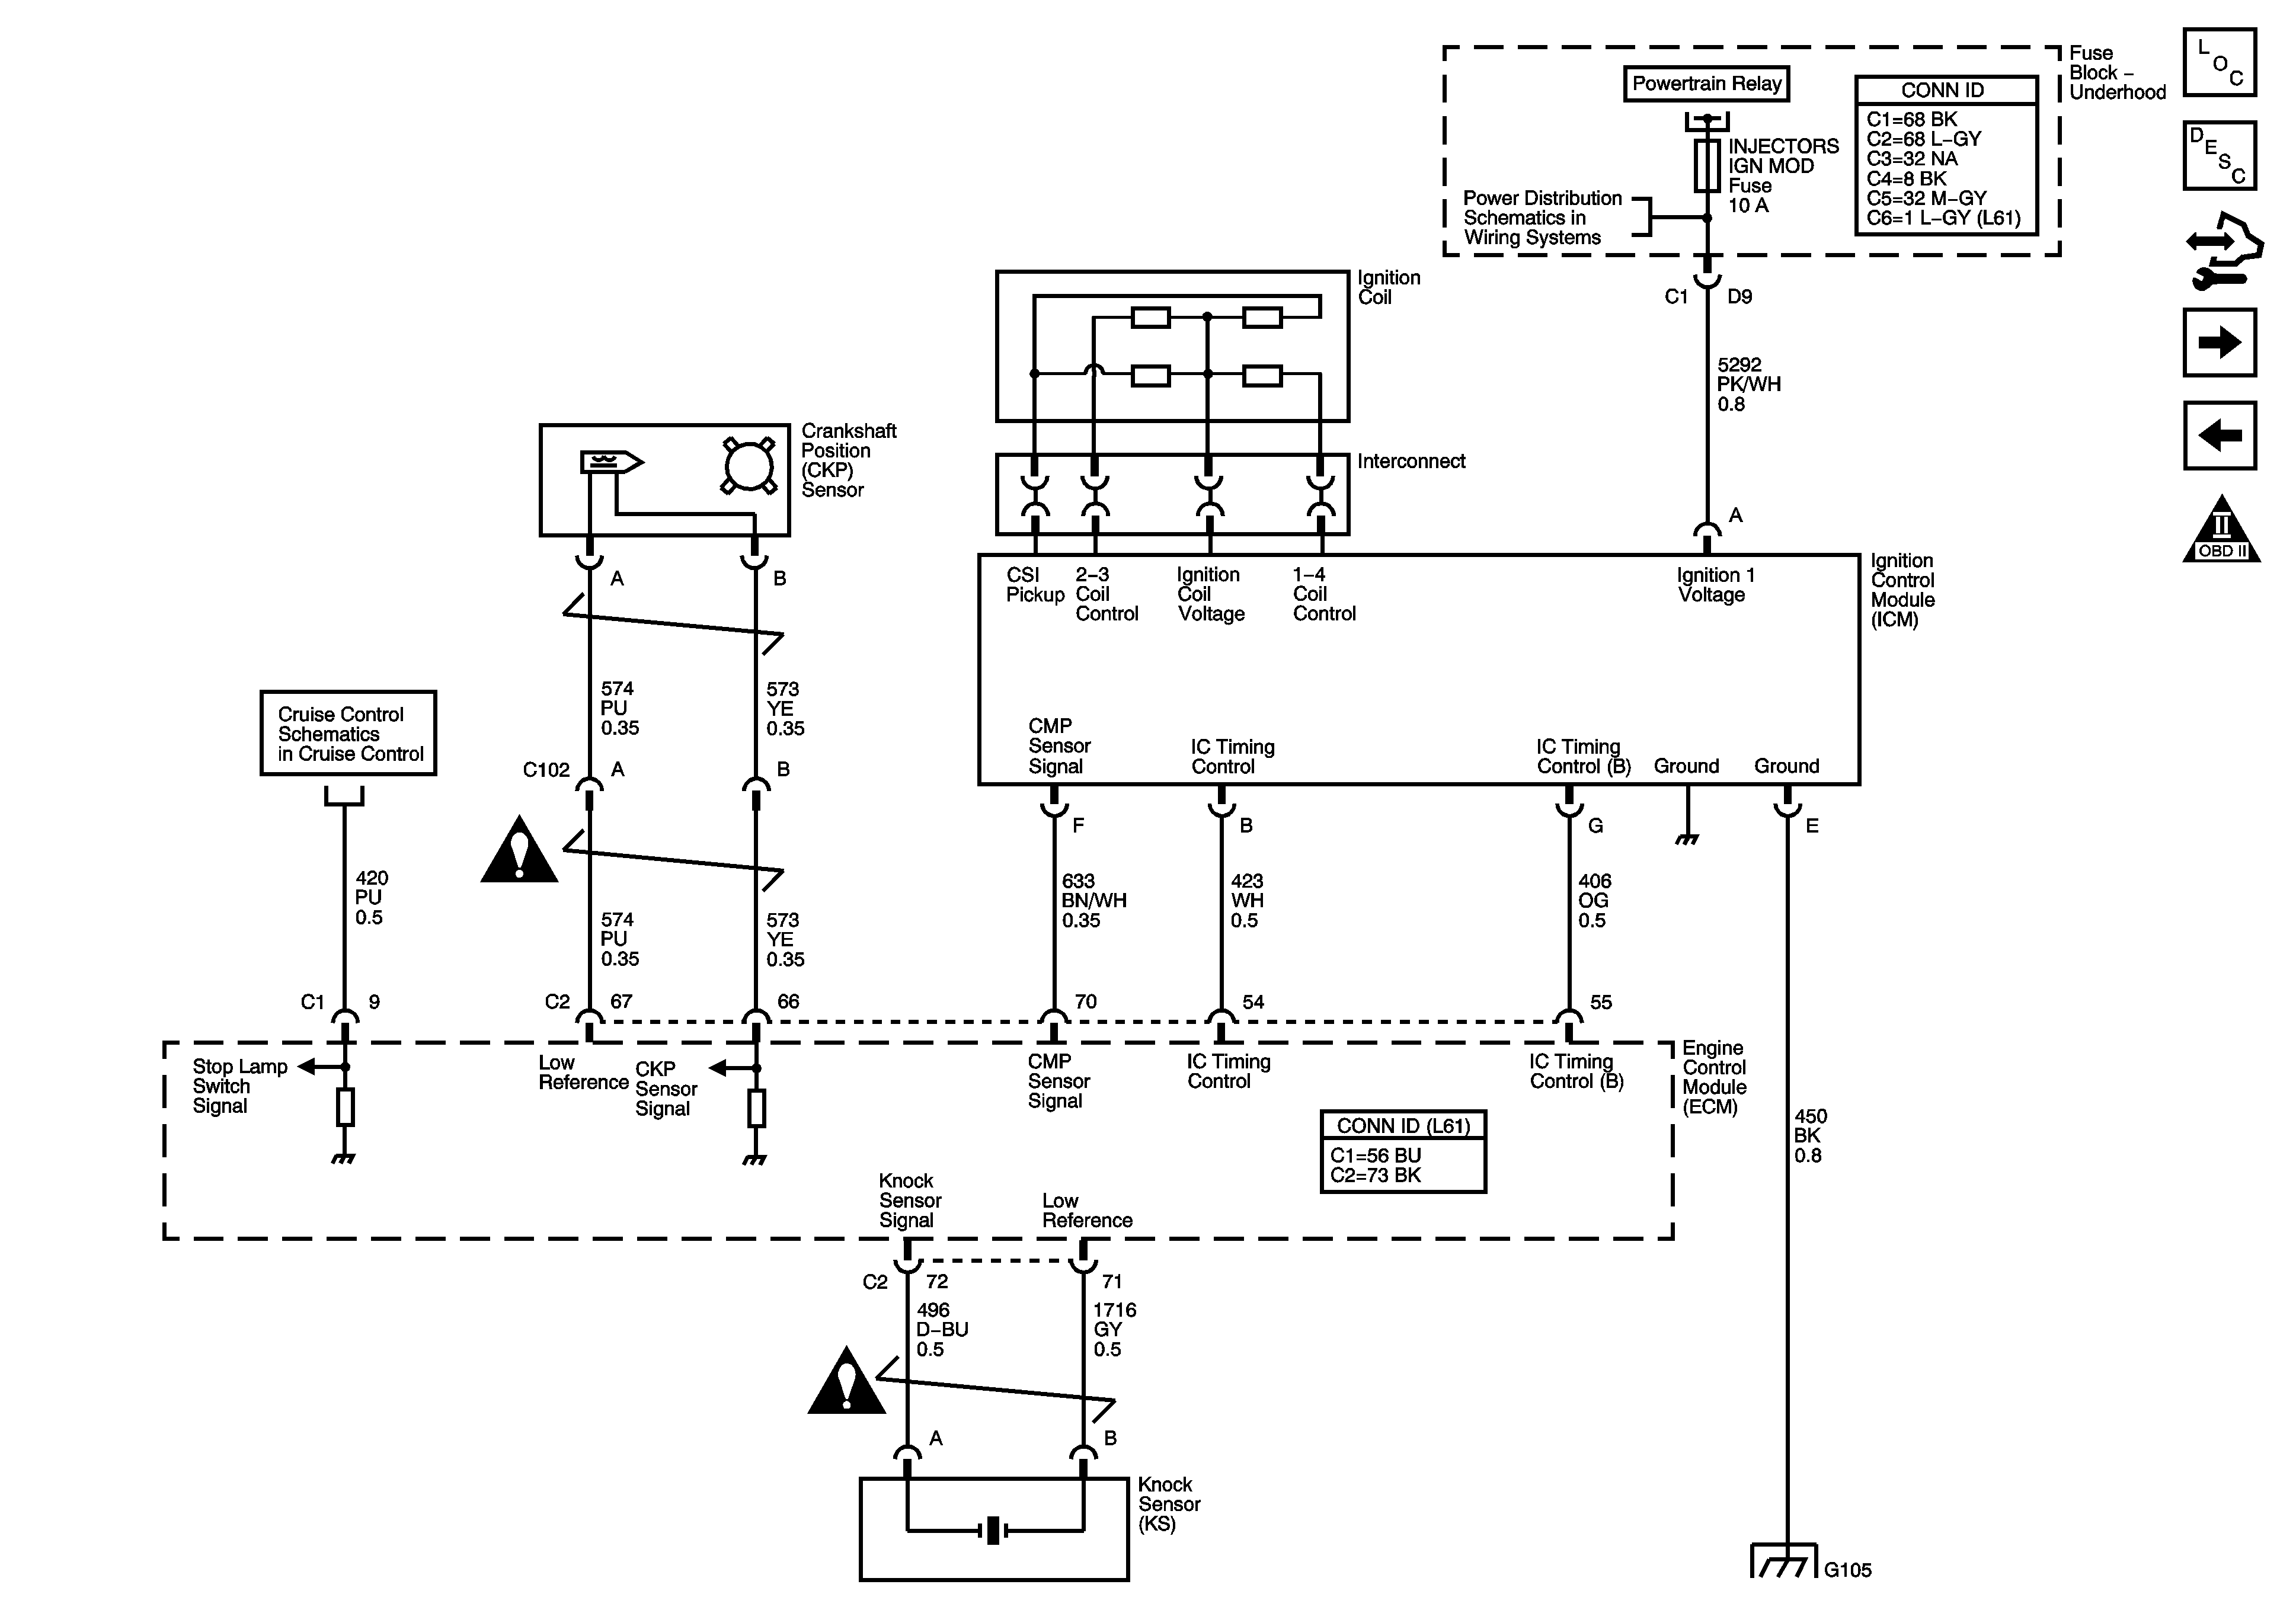 Fuse
Block –
Underhood
Powertrain Relay
CONN ID
C1=68 BK
C2=68 L–GY
C3=32 NA
C4=8 BK
C5=32 M–GY
C6=1 L–GY (L61)
INJECTORS
IGN MOD
Fuse
10 A
Power Distribution
Schematics in
Wiring Systems
C1
D9
5292
PK/WH
0.8
A
LOC
DESC
II
OBD II
Ignition
Coil
Interconnect
Crankshaft
Position
(CKP)
Sensor
A
B
574
PU
0.35
573
YE
0.35
C102
A
B
574
PU
0.35
573
YE
0.35
C2
67
66
Cruise Control
Schematics
in Cruise Control
420
PU
0.5
C1
9
Ignition
Control
Module
(ICM)
CSI
Pickup
2–3
Coil
Control
Ignition
Coil
Voltage
1–4
Coil
Control
Ignition 1
Voltage
CMP
Sensor
Signal
IC Timing
Control
IC Timing
Control (B)
Ground
Ground
F
B
G
E
633
BN/WH
0.35
423
WH
0.5
406
OG
0.5
70
54
55
Stop Lamp
Switch
Signal
Low
Reference
CKP
Sensor
Signal
CMP
Sensor
Signal
IC Timing
Control
IC Timing
Control (B)
Engine
Control
Module
(ECM)
CONN ID (L61)
C1=56 BU
C2=73 BK
450
BK
0.8
Knock
Sensor
Signal
Low
Reference
C2
72
71
496
D–BU
0.5
1716
GY
0.5
A
B
Knock
Sensor
(KS)
G105